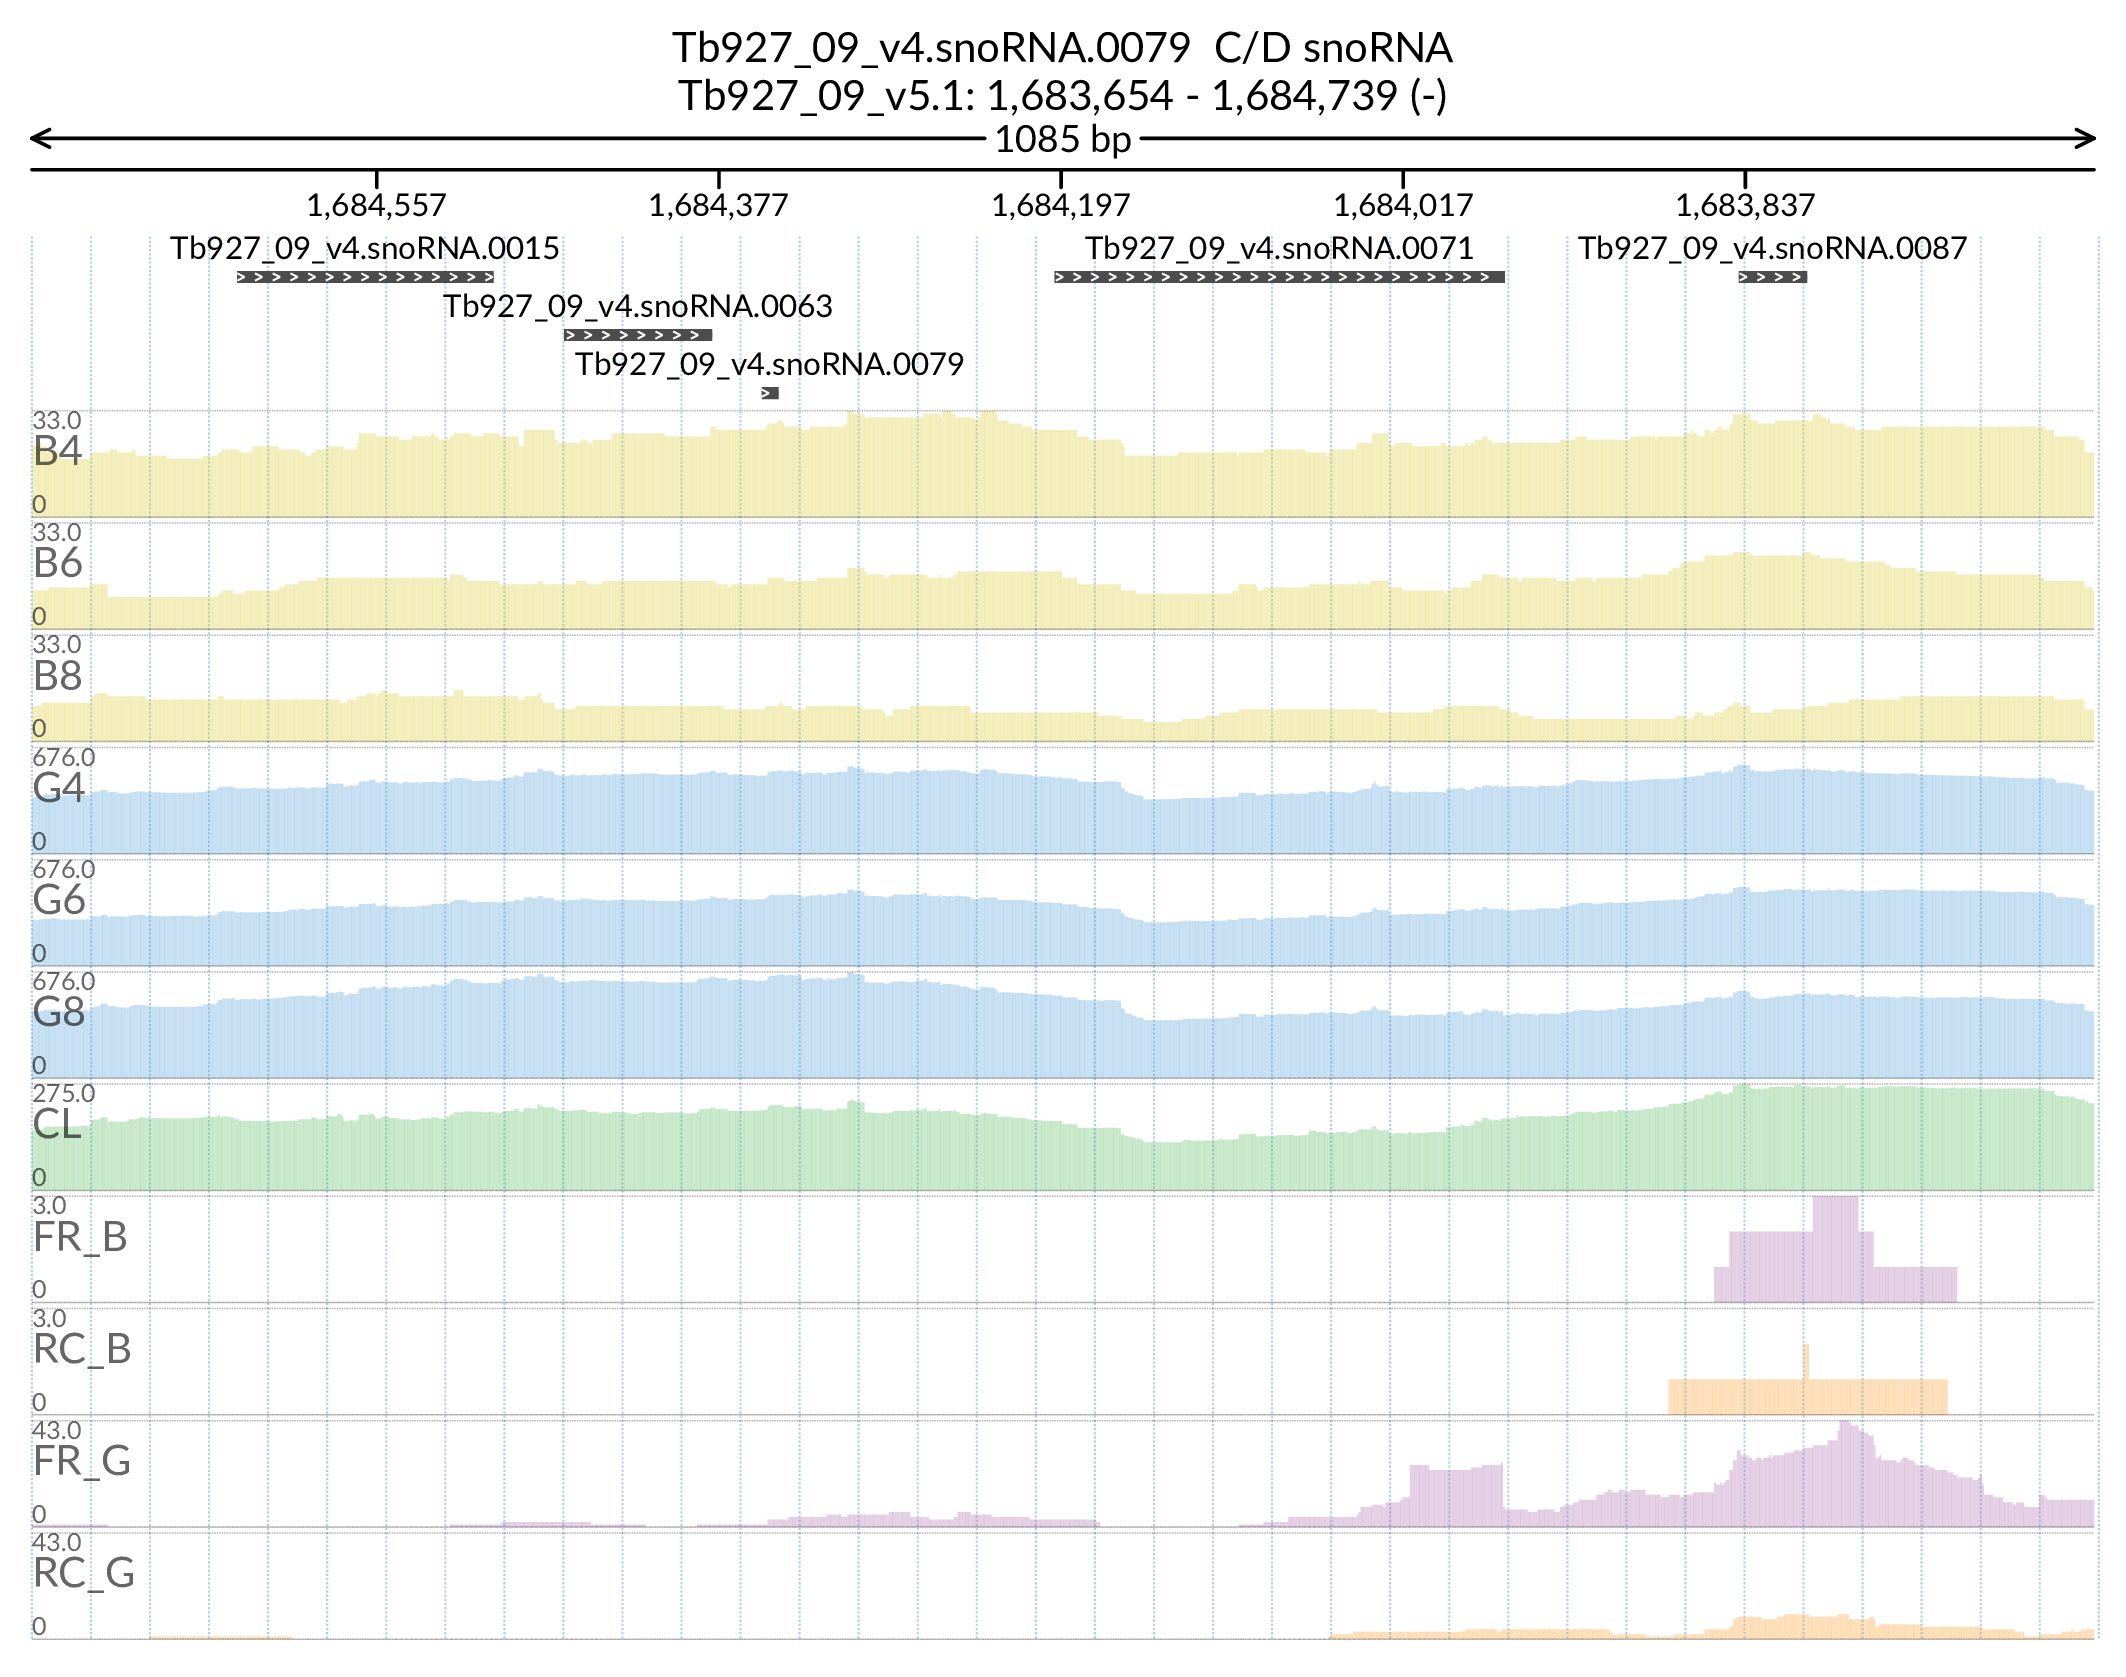 Tb927_09_v4.snoRNA.0079  C/D snoRNA
Tb927_09_v5.1: 1,683,654 - 1,684,739 (-)
1085 bp
1,684,557 1,684,377 1,684,197 1,684,017 1,683,837
Tb927_09_v4.snoRNA.0015 Tb927_09_v4.snoRNA.0071 Tb927_09_v4.snoRNA.0087
Tb927_09_v4.snoRNA.0063
Tb927_09_v4.snoRNA.0079
33.0
B4
0
33.0
B6
0
33.0
B8
0
676.0
G4
0
676.0
G6
0
676.0
G8
0
275.0
CL
0
3.0
FR_B
0
3.0
RC_B
0
43.0
FR_G
0
43.0
RC_G
0